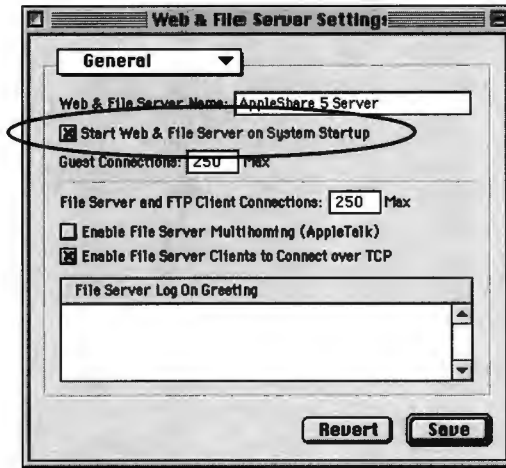 Web & File Server Settings
General
Web & File Server Name: AppleShare 5 Server
Start Web & File Server on System Startup
Guest Connections: 250 Max
File Server and FTP Client Connections: 250 Max
Enable File Server Multihoming (AppleTalk)
Enable File Server Clients to Connect over TCP
File Server Log On Greeting
Revert
Save